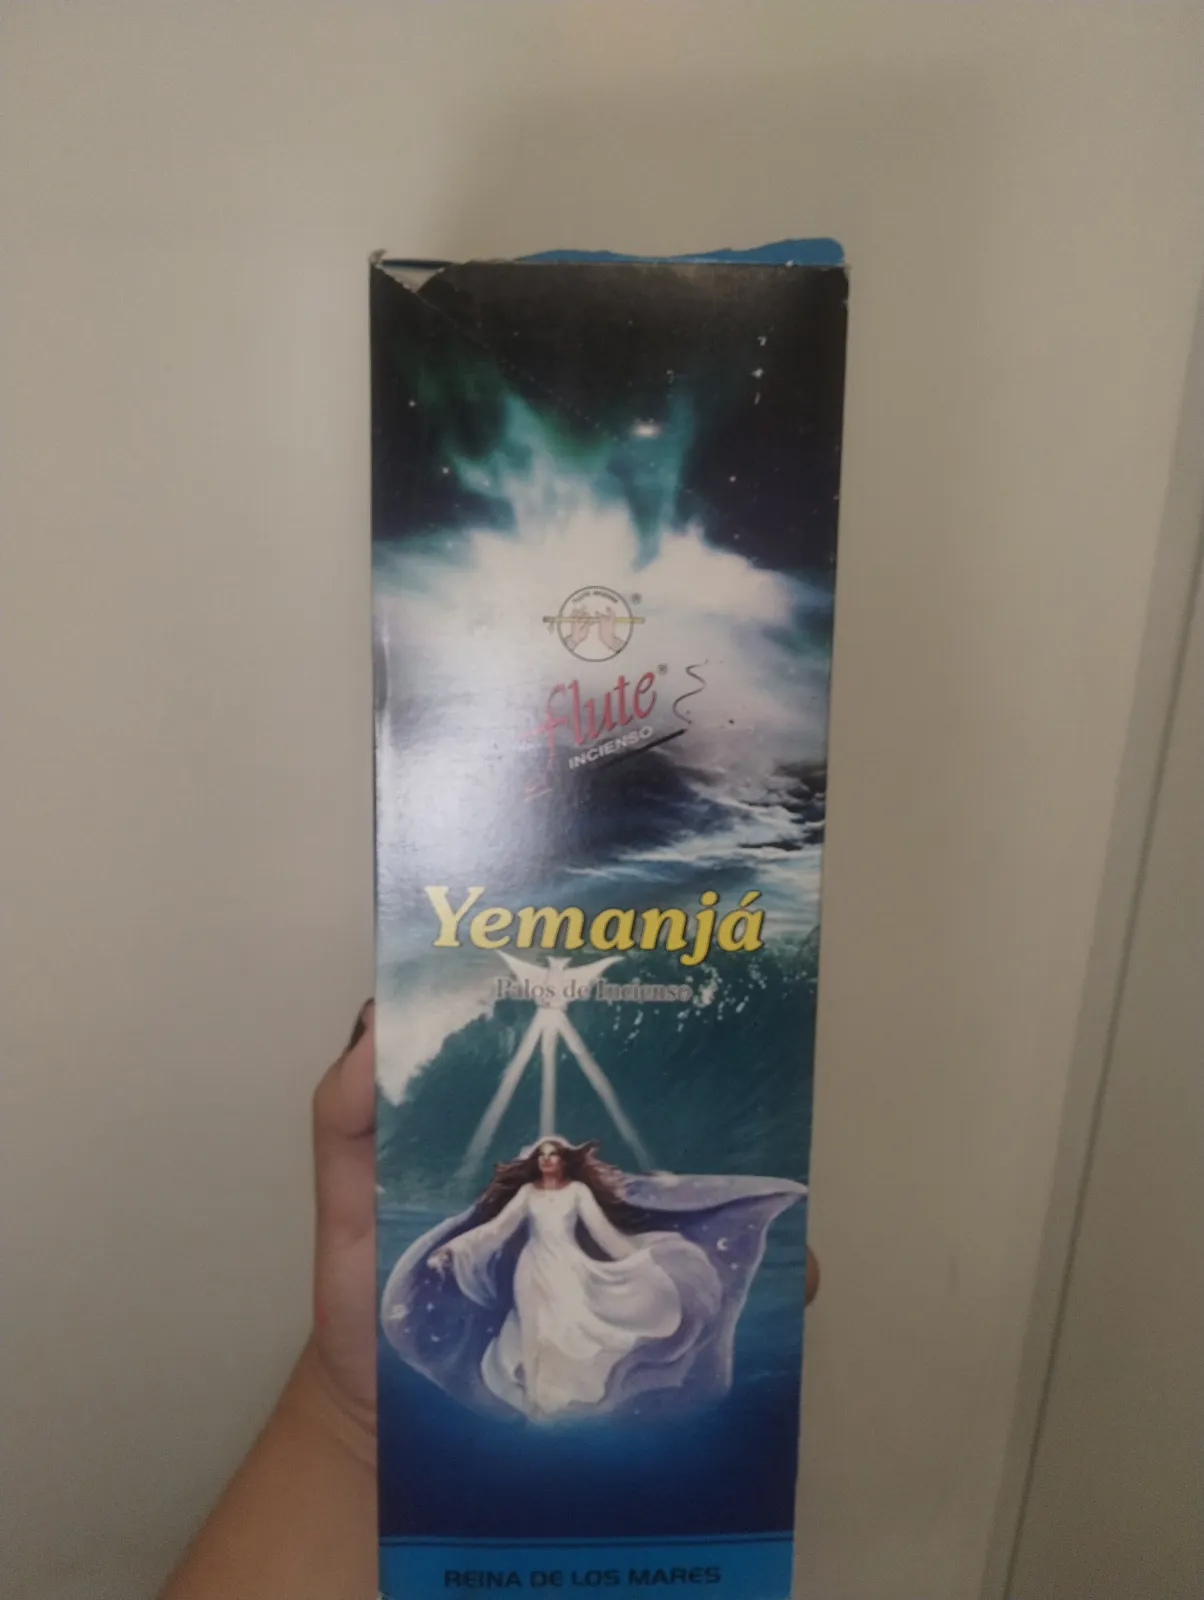 flute®
INCIENSO
Yemanjá
Palos de Incienso
REINA DE LOS MARES